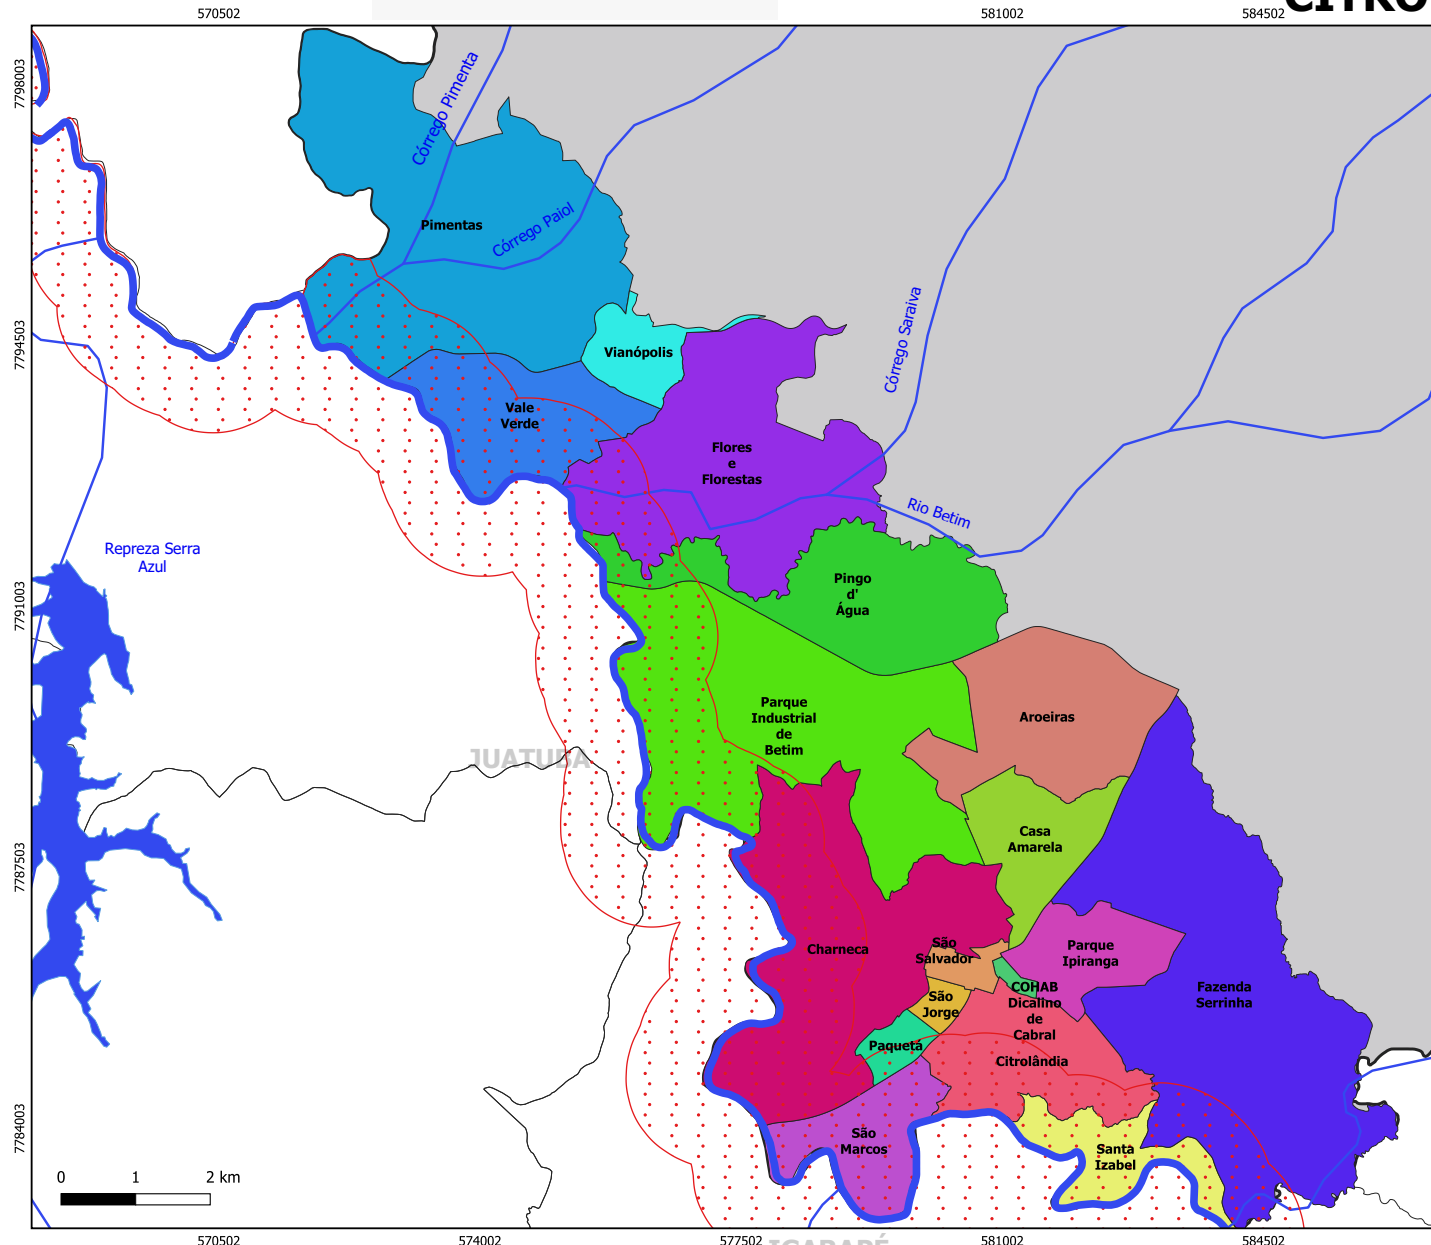 CITRO
570502
581002
584502
7798003
7794503
7791003
7787503
7784003
Córrego Pimenta
Córrego Paiol
Pimentas
Córrego Saraiva
Vianópolis
Vale
Verde
Flores
e
Florestas
Rio Betim
Repreza Serra
Azul
Pingo
d'
Água
Parque
Industrial
de
Betim
Aroeiras
JUATUBA
Casa
Amarela
Charneca
São
Salvador
Parque
Ipiranga
São
Jorge
COHAB
Dicalino
de
Cabral
Fazenda
Serrinha
Paquetá
Citrolândia
São
Marcos
Santa
Izabel
0 1 2 km
570502
574002
577502
581002
584502
IGARAPÉ